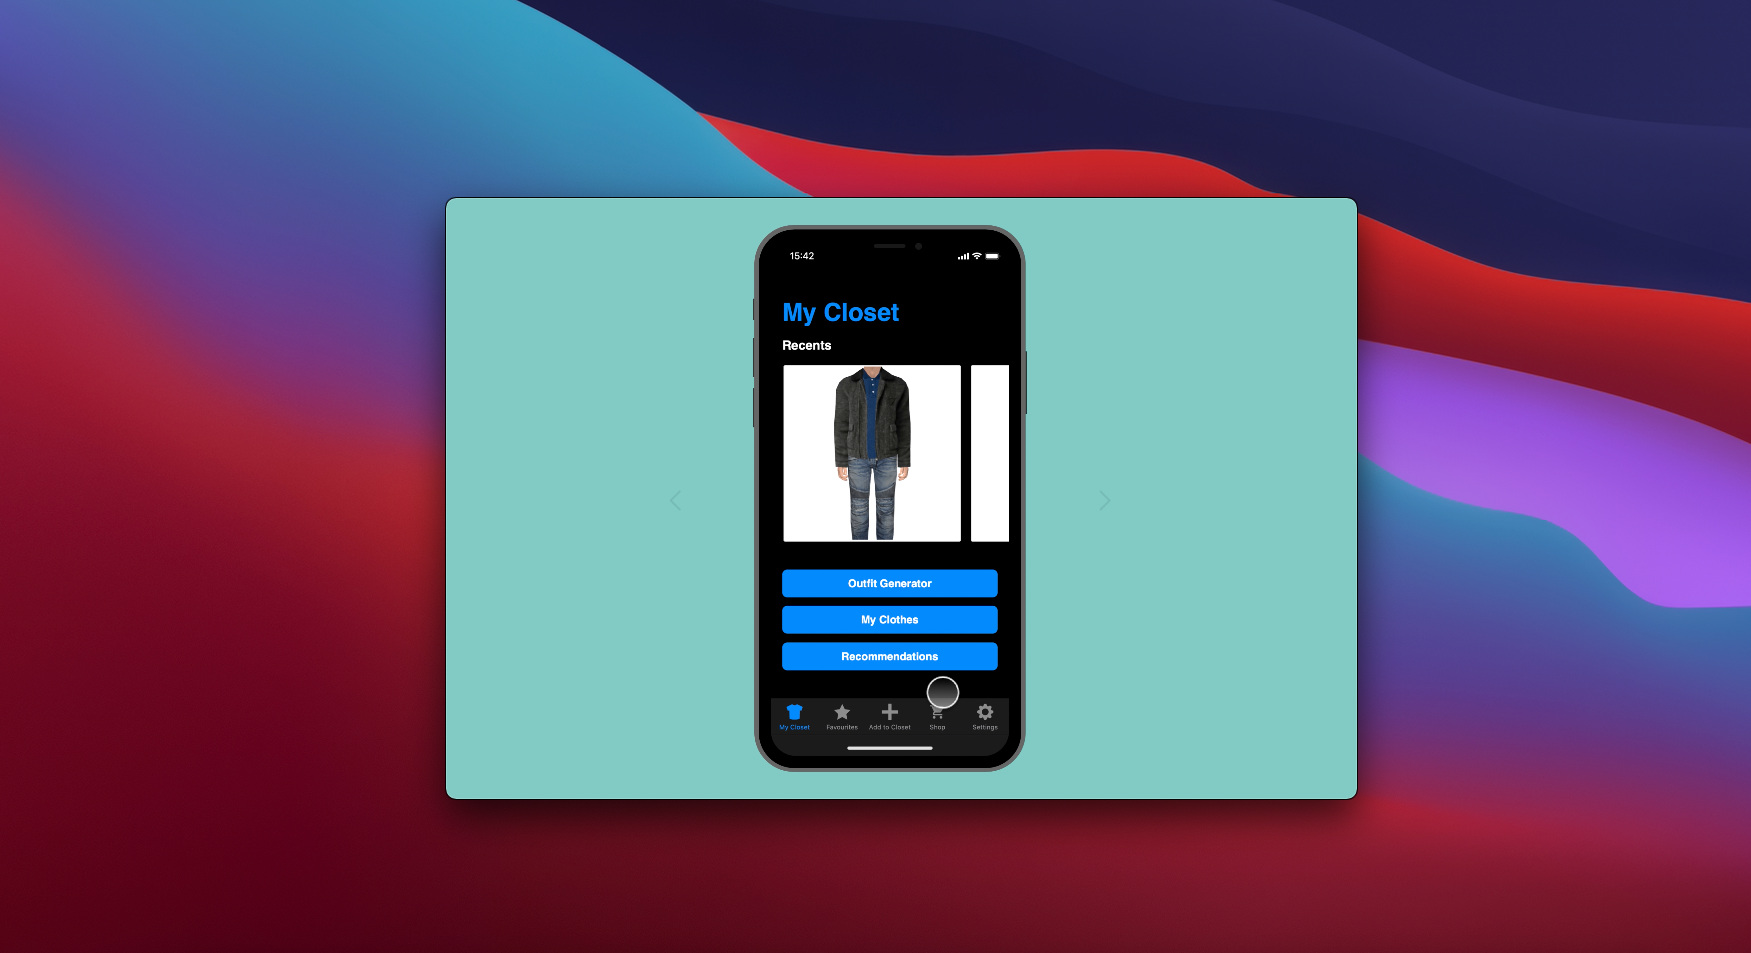 15:42
My Closet
Recents
Outfit Generator
My Clothes
Recommendations
My Closet
Favourites
Add to Closet
Shop
Settings